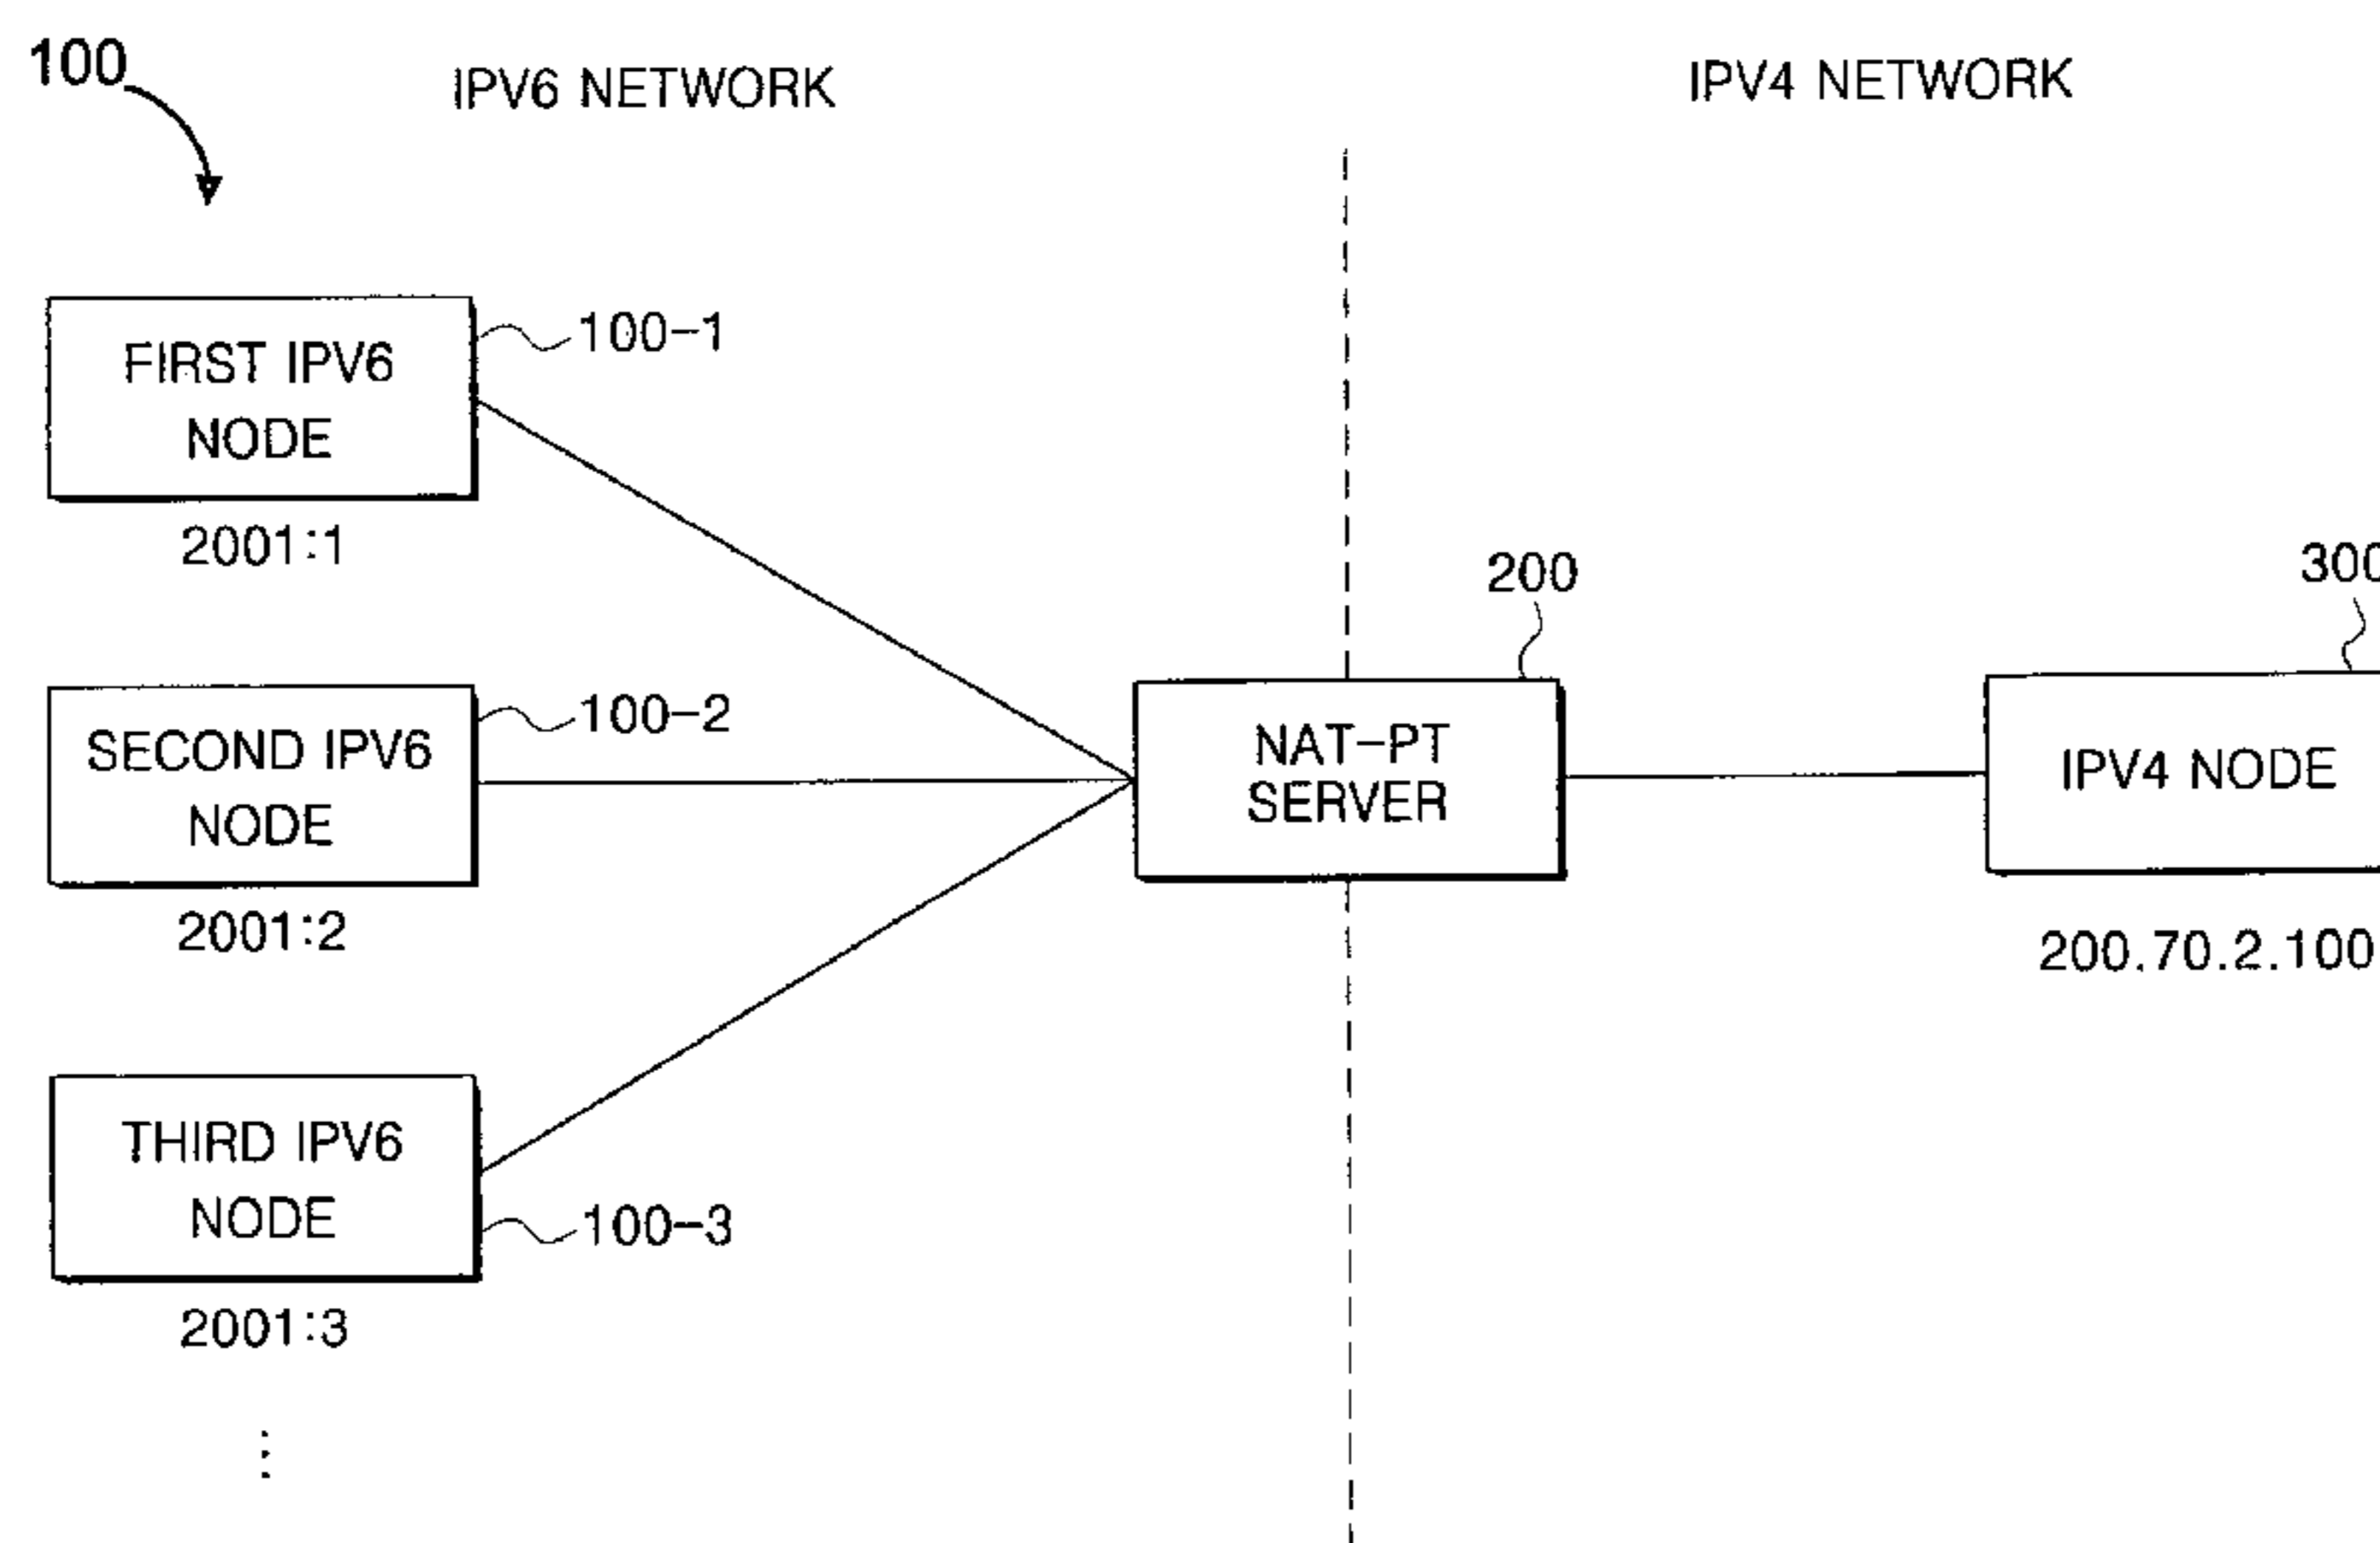 100
IPV6 NETWORK
IPV4 NETWORK
FIRST IPV6
NODE
100-1
2001:1
SECOND IPV6
NODE
100-2
2001:2
THIRD IPV6
NODE
100-3
2001:3
200
NAT-PT
SERVER
300
IPV4 NODE
200.70.2.100